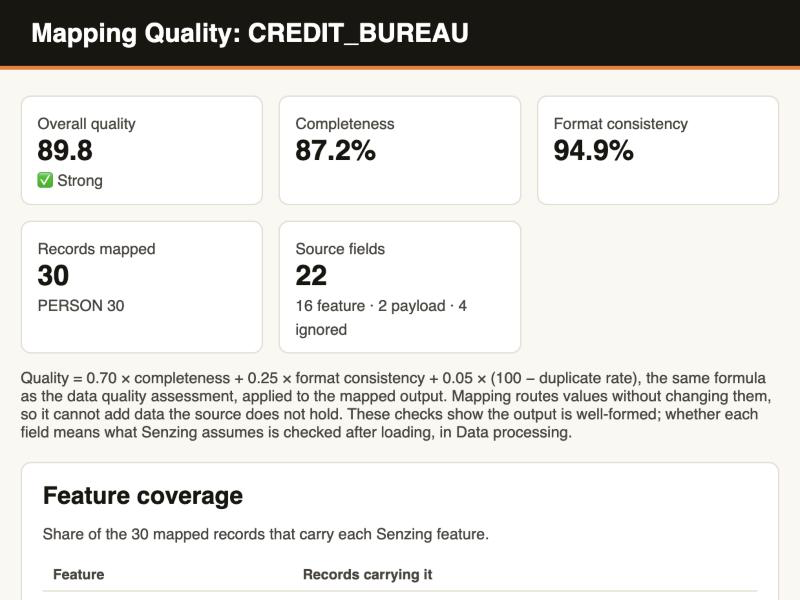 Mapping Quality: CREDIT_BUREAU
Overall quality
89.8
✅ Strong
Completeness
87.2%
Format consistency
94.9%
Records mapped
30
PERSON 30
Source fields
22
16 feature · 2 payload · 4
ignored
Quality = 0.70 × completeness + 0.25 × format consistency + 0.05 × (100 − duplicate rate), the same formula
as the data quality assessment, applied to the mapped output. Mapping routes values without changing them,
so it cannot add data the source does not hold. These checks show the output is well-formed; whether each
field means what Senzing assumes is checked after loading, in Data processing.
Feature coverage
Share of the 30 mapped records that carry each Senzing feature.
Feature
Records carrying it